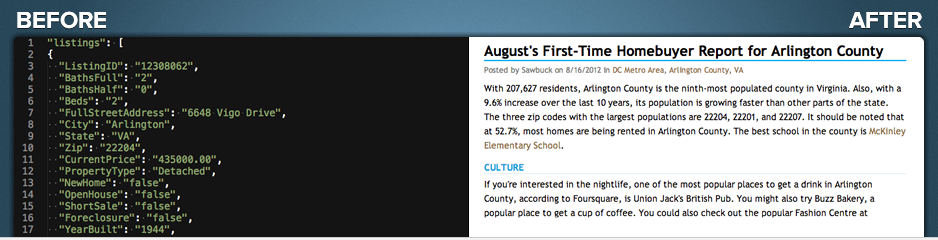 BEFORE
AFTER
1 "listings": [
2 {
3 "ListingID": "12308062",
4 "BathsFull": "2",
5 "BathsHalf": "0",
6 "Beds": "2",
7 "FullStreetAddress": "6648 Vigo Drive",
8 "City": "Arlington",
9 "State": "VA",
10 "Zip": "22204",
11 "CurrentPrice": "435000.00",
12 "PropertyType": "Detached",
13 "NewHome": "false",
14 "OpenHouse": "false",
15 "ShortSale": "false",
16 "Foreclosure": "false",
17 "YearBuilt": "1944",
August's First-Time Homebuyer Report for Arlington County
Posted by Sawbuck on 8/16/2012 in DC Metro Area, Arlington County, VA
With 207,627 residents, Arlington County is the ninth-most populated county in Virginia. Also, with a
9.6% increase over the last 10 years, its population is growing faster than other parts of the state.
The three zip codes with the largest populations are 22204, 22201, and 22207. It should be noted that
at 52.7%, most homes are being rented in Arlington County. The best school in the county is McKinley
Elementary School.
CULTURE
If you're interested in the nightlife, one of the most popular places to get a drink in Arlington
County, according to Foursquare, is Union Jack's British Pub. You might also try Buzz Bakery, a
popular place to get a cup of coffee. You could also check out the popular Fashion Centre at